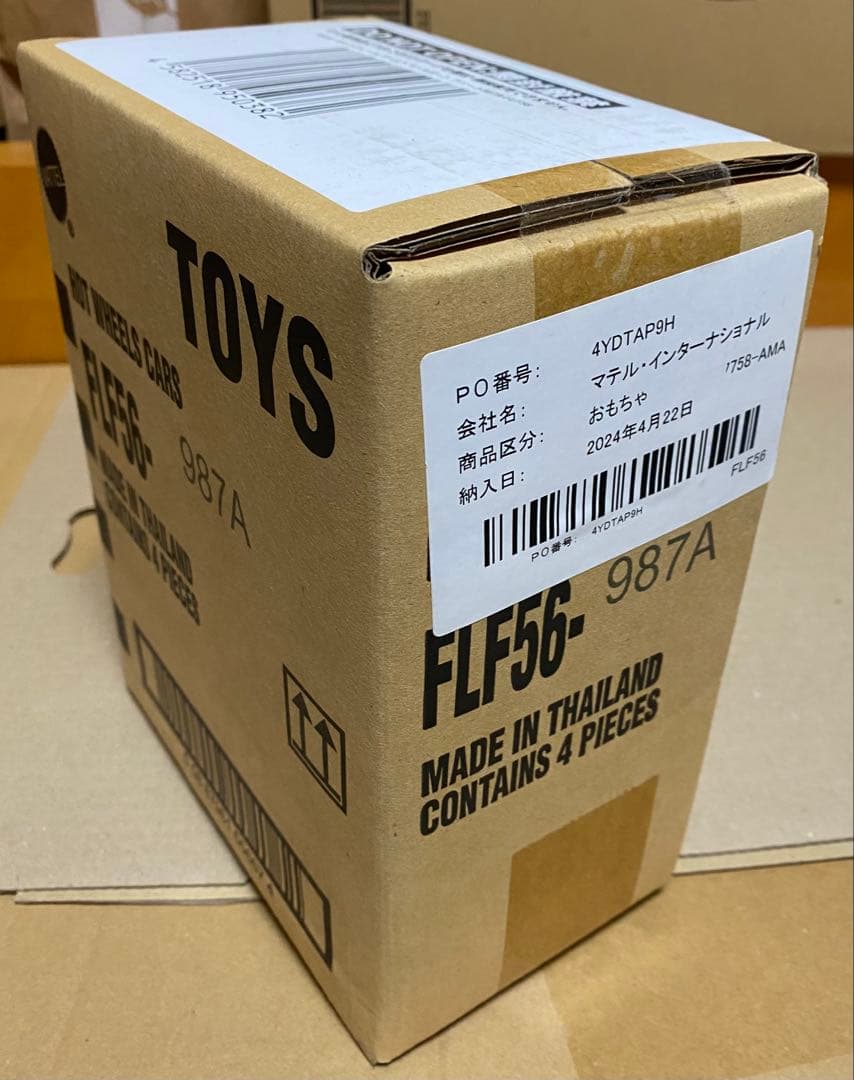 45825181950382
MATTEL
TOYS
HOT WHEELS CARS
FLF56-
987A
MADE IN THAILAND
CONTAINS 4 PIECES
PO番号: 4YDTAP9H
会社名: マテル・インターナショナル
商品区分: おもちゃ 7758-AMA
納入日: 2024年4月22日
FLF56
PO番号: 4YDTAP9H
FLF56- 987A
MADE IN THAILAND
CONTAINS 4 PIECES